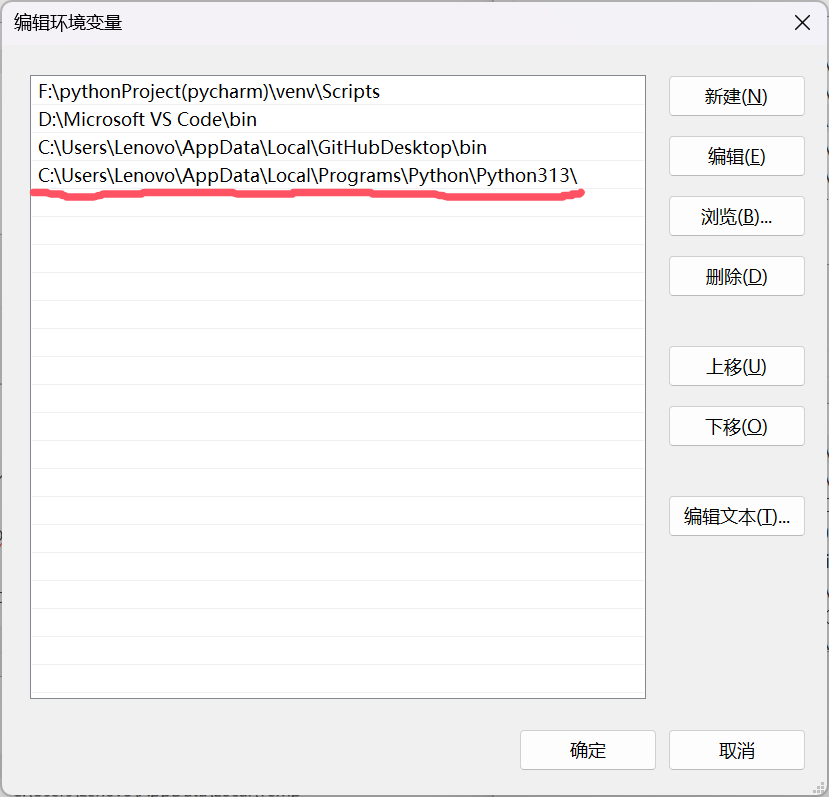 编辑环境变量
F:\pythonProject(pycharm)\venv\Scripts
D:\Microsoft VS Code\bin
C:\Users\Lenovo\AppData\Local\GitHubDesktop\bin
C:\Users\Lenovo\AppData\Local\Programs\Python\Python313\
新建(N)
编辑(E)
浏览(B)...
删除(D)
上移(U)
下移(O)
编辑文本(T)...
确定
取消